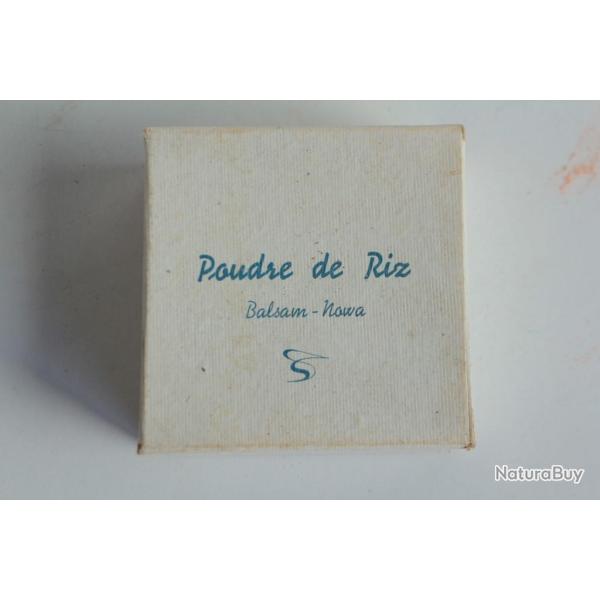 Poudre de Riz
Balsam - Nowa
NaturaBuy